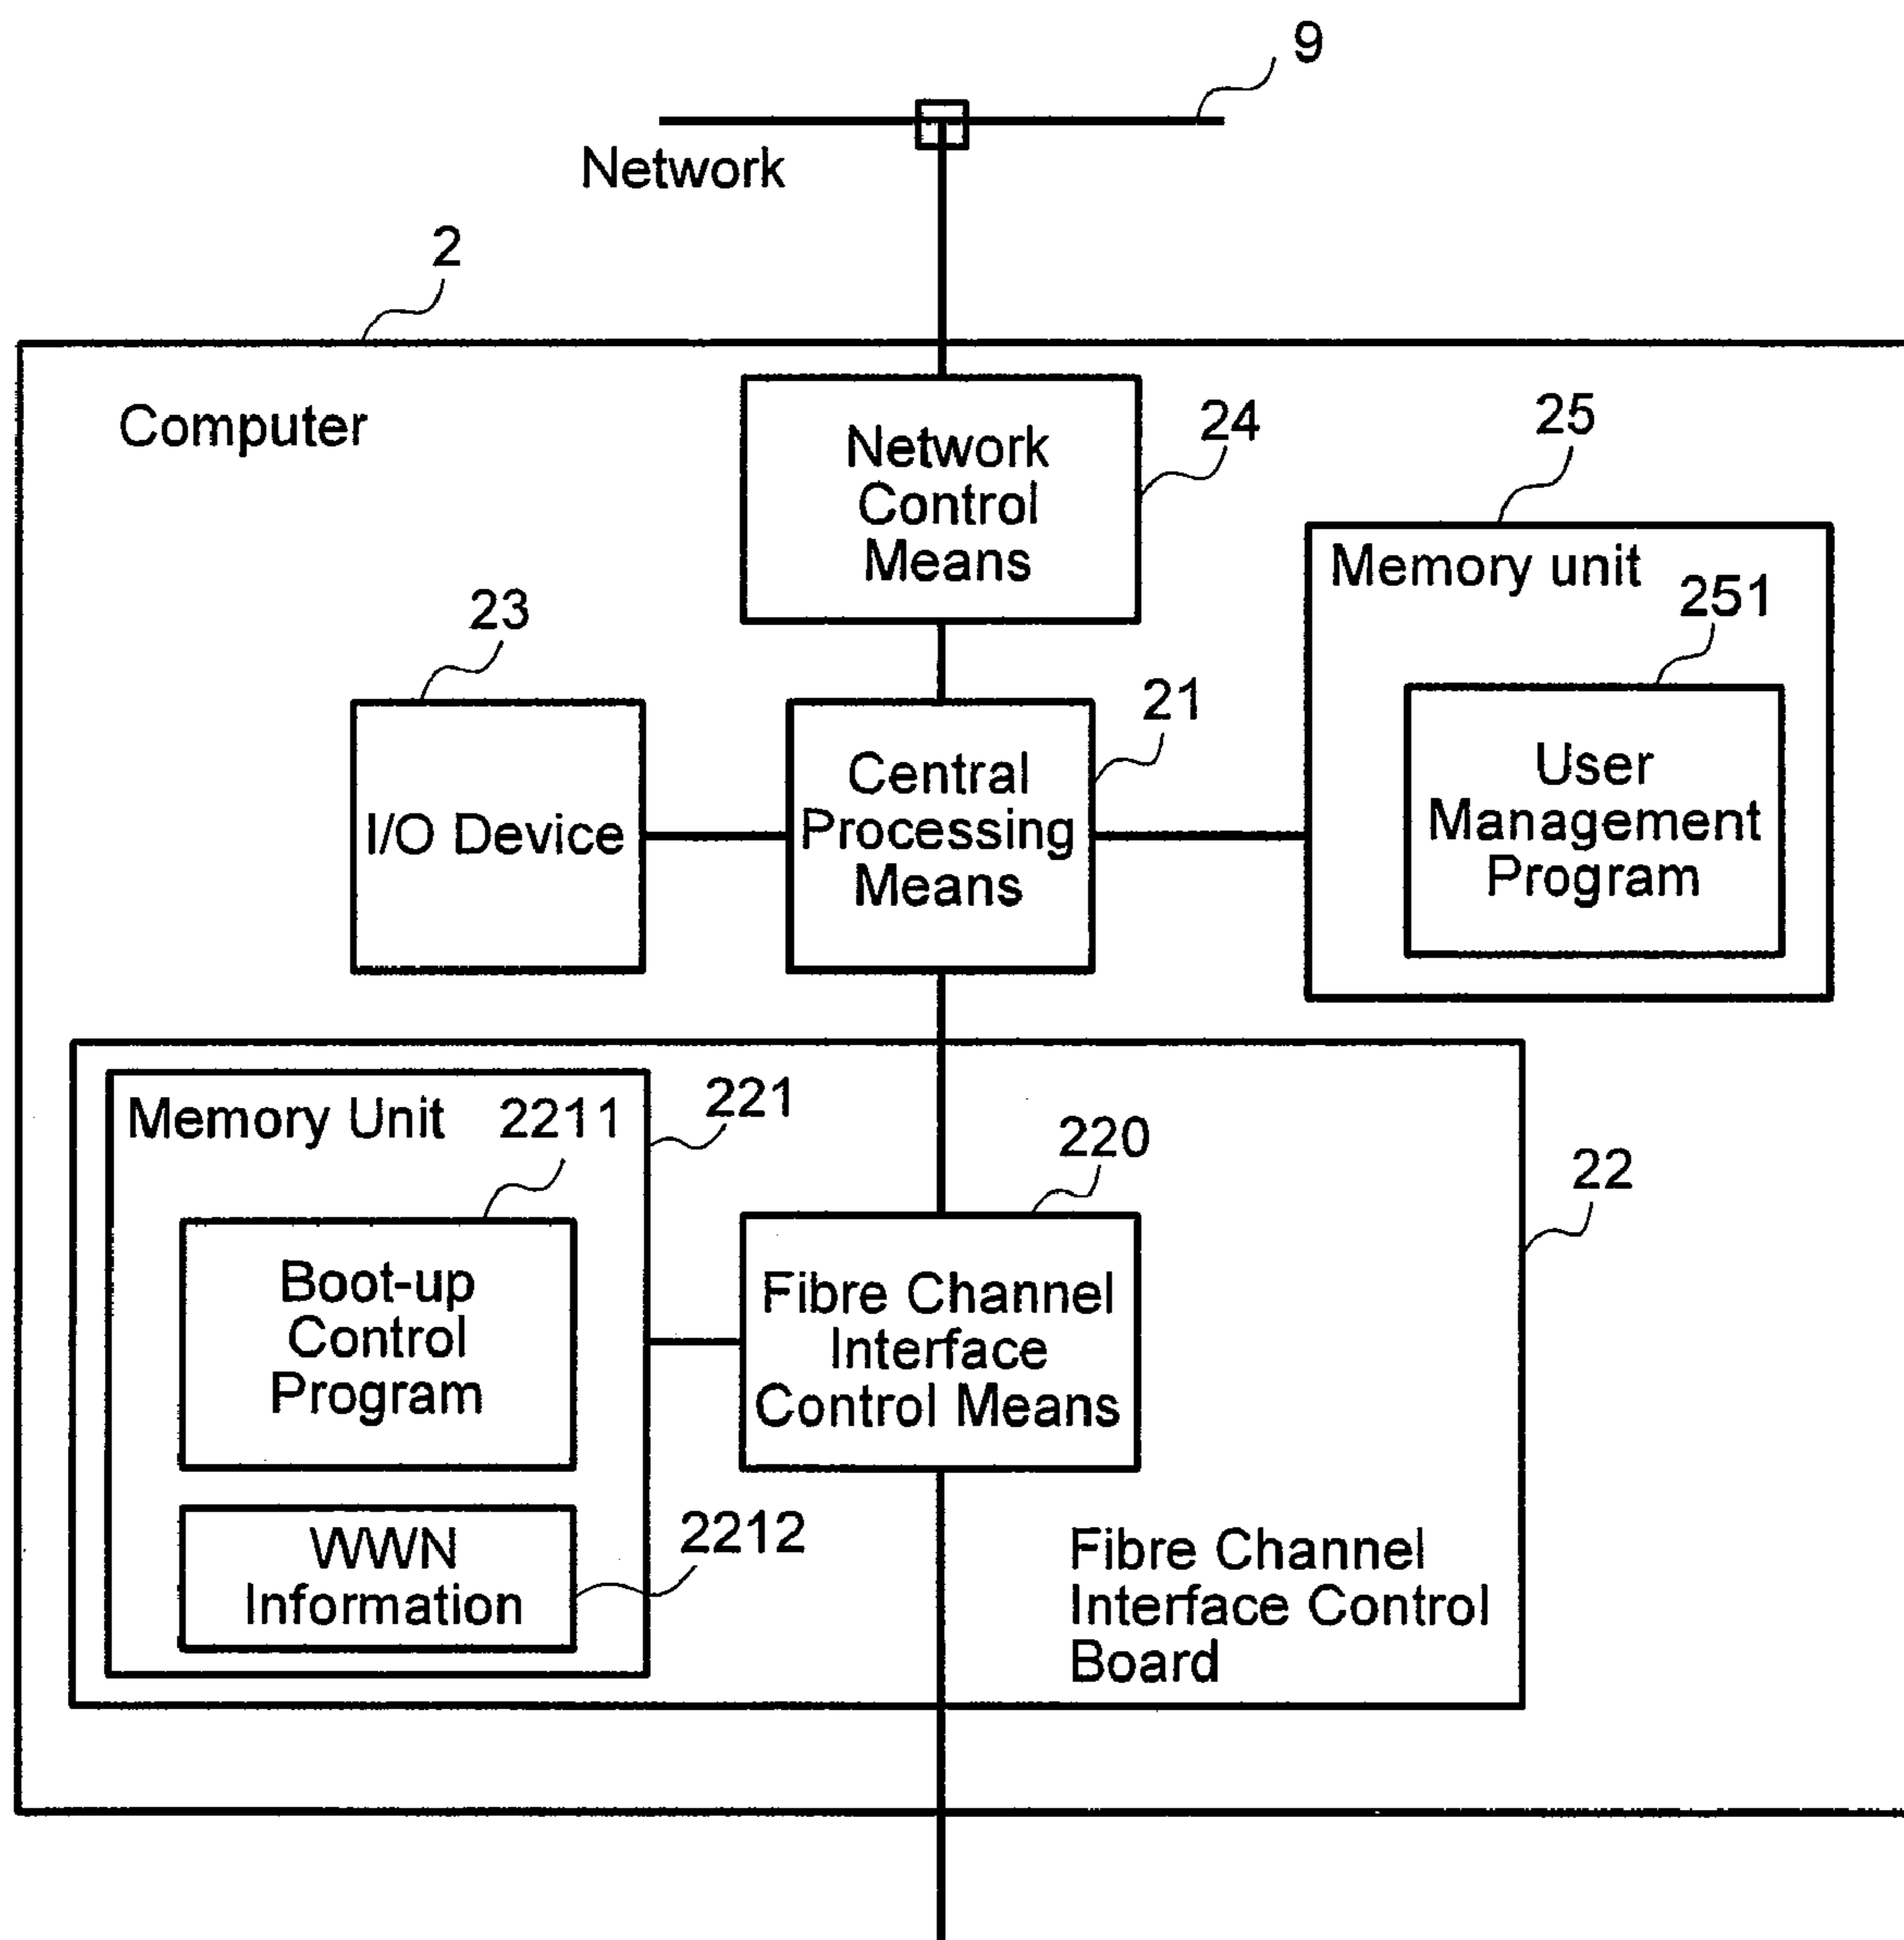 9
Network
2
Computer
Network
Control
Means
24
25
Memory unit
251
User
Management
Program
23
I/O Device
21
Central
Processing
Means
Memory Unit
2211
221
220
22
Boot-up
Control
Program
Fibre Channel
Interface
Control Means
WWN
Information
2212
Fibre Channel
Interface Control
Board